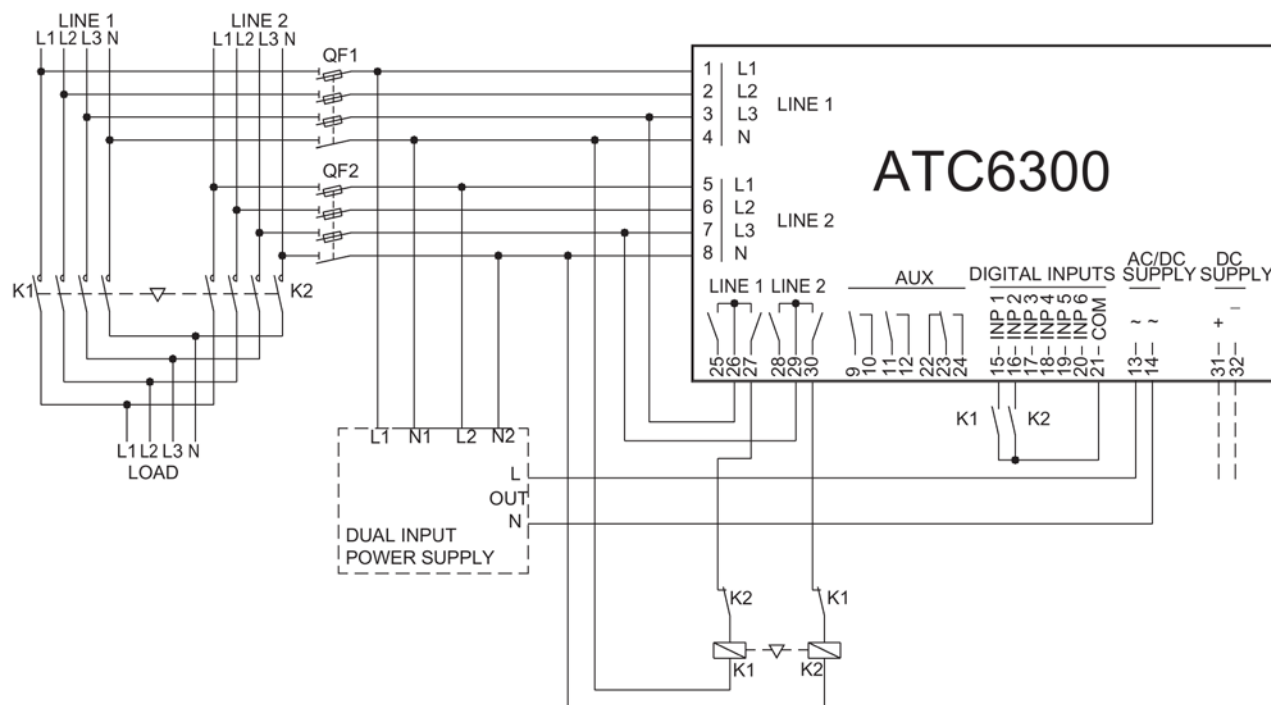 LINE 1
L1 L2 L3 N
LINE 2
L1 L2 L3 N
QF1
QF2
K1
K2
L1 L2 L3 N
LOAD
1 L1
2 L2
3 L3
4 N
LINE 1
5 L1
6 L2
7 L3
8 N
LINE 2
ATC6300
LINE 1
25
26
27
LINE 2
28
29
30
AUX
9
10
11
12
22
23
24
DIGITAL INPUTS
15 INP 1
16 INP 2
17 INP 3
18 INP 4
19 INP 5
20 INP 6
21 COM
AC/DC
SUPPLY
13 ~
14 ~
DC
SUPPLY
31 +
32 –
K1
K2
L1 N1 L2 N2
L
OUT
N
DUAL INPUT
POWER SUPPLY
K2
K1
K1
K2